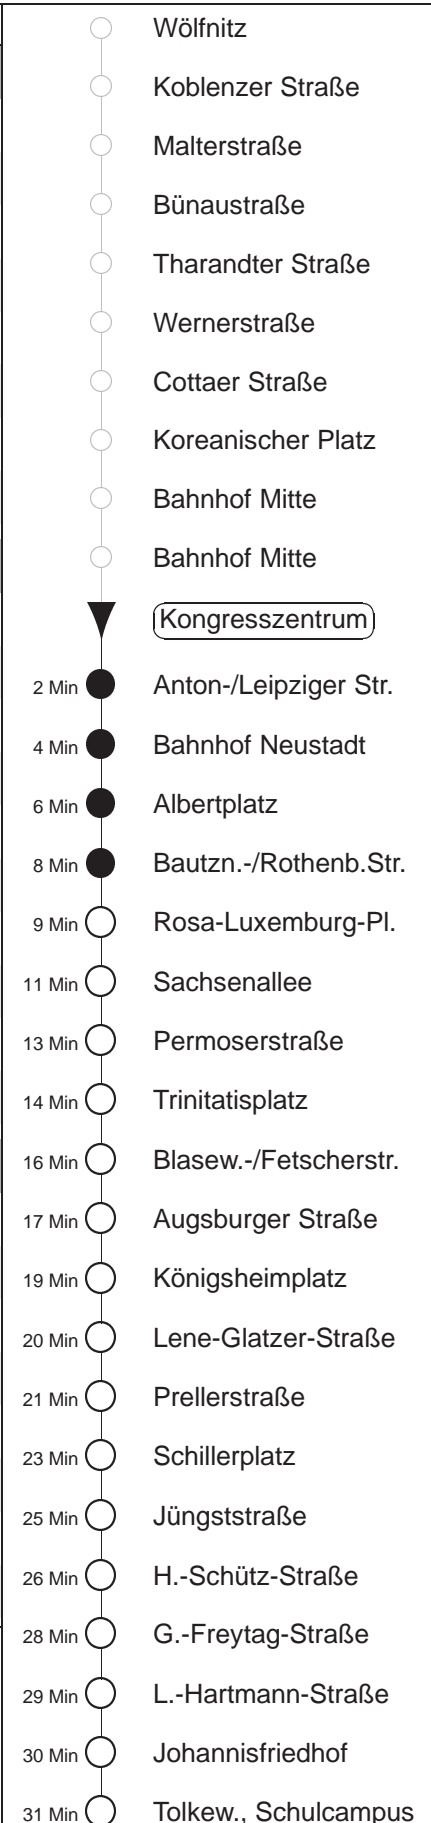 Wölfnitz
Koblenzer Straße
Malterstraße
Bünaustraße
Tharandter Straße
Wernerstraße
Cottaer Straße
Koreanischer Platz
Bahnhof Mitte
Bahnhof Mitte
Kongresszentrum
2 Min Anton-/Leipziger Str.
4 Min Bahnhof Neustadt
6 Min Albertplatz
8 Min Bautzn.-/Rothenb.Str.
9 Min Rosa-Luxemburg-Pl.
11 Min Sachsenallee
13 Min Permoserstraße
14 Min Trinitatisplatz
16 Min Blasew.-/Fetscherstr.
17 Min Augsburger Straße
19 Min Königsheimplatz
20 Min Lene-Glatzer-Straße
21 Min Prellerstraße
23 Min Schillerplatz
25 Min Jüngststraße
26 Min H.-Schütz-Straße
28 Min G.-Freytag-Straße
29 Min L.-Hartmann-Straße
30 Min Johannisfriedhof
31 Min Tolkew., Schulcampus